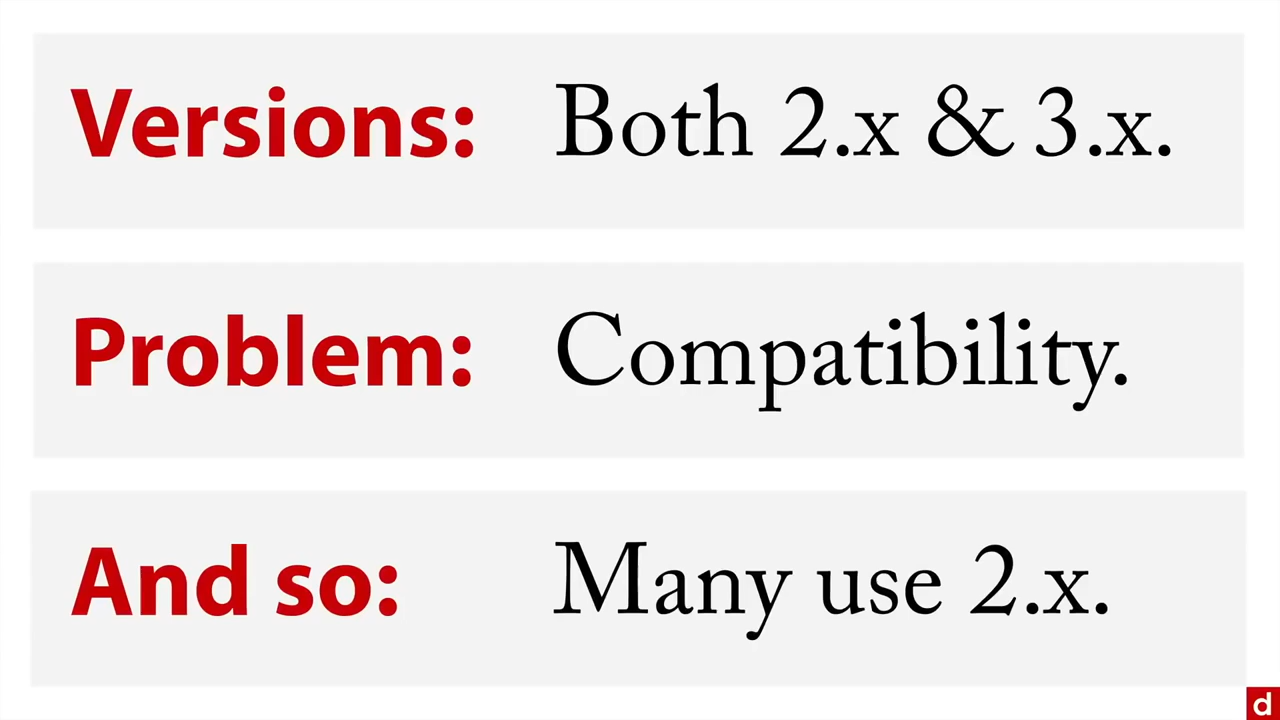 Versions: Both 2.x & 3.x.
Problem: Compatibility.
And so: Many use 2.x.
d